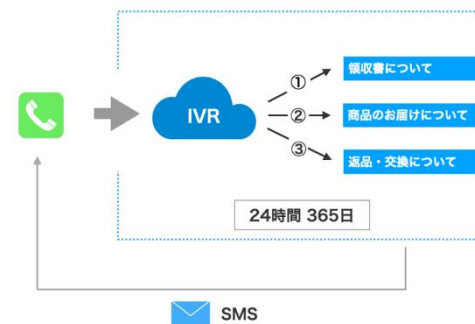 ①
領収書について
IVR
②
商品のお届けについて
③
返品・交換について
24時間 365日
SMS